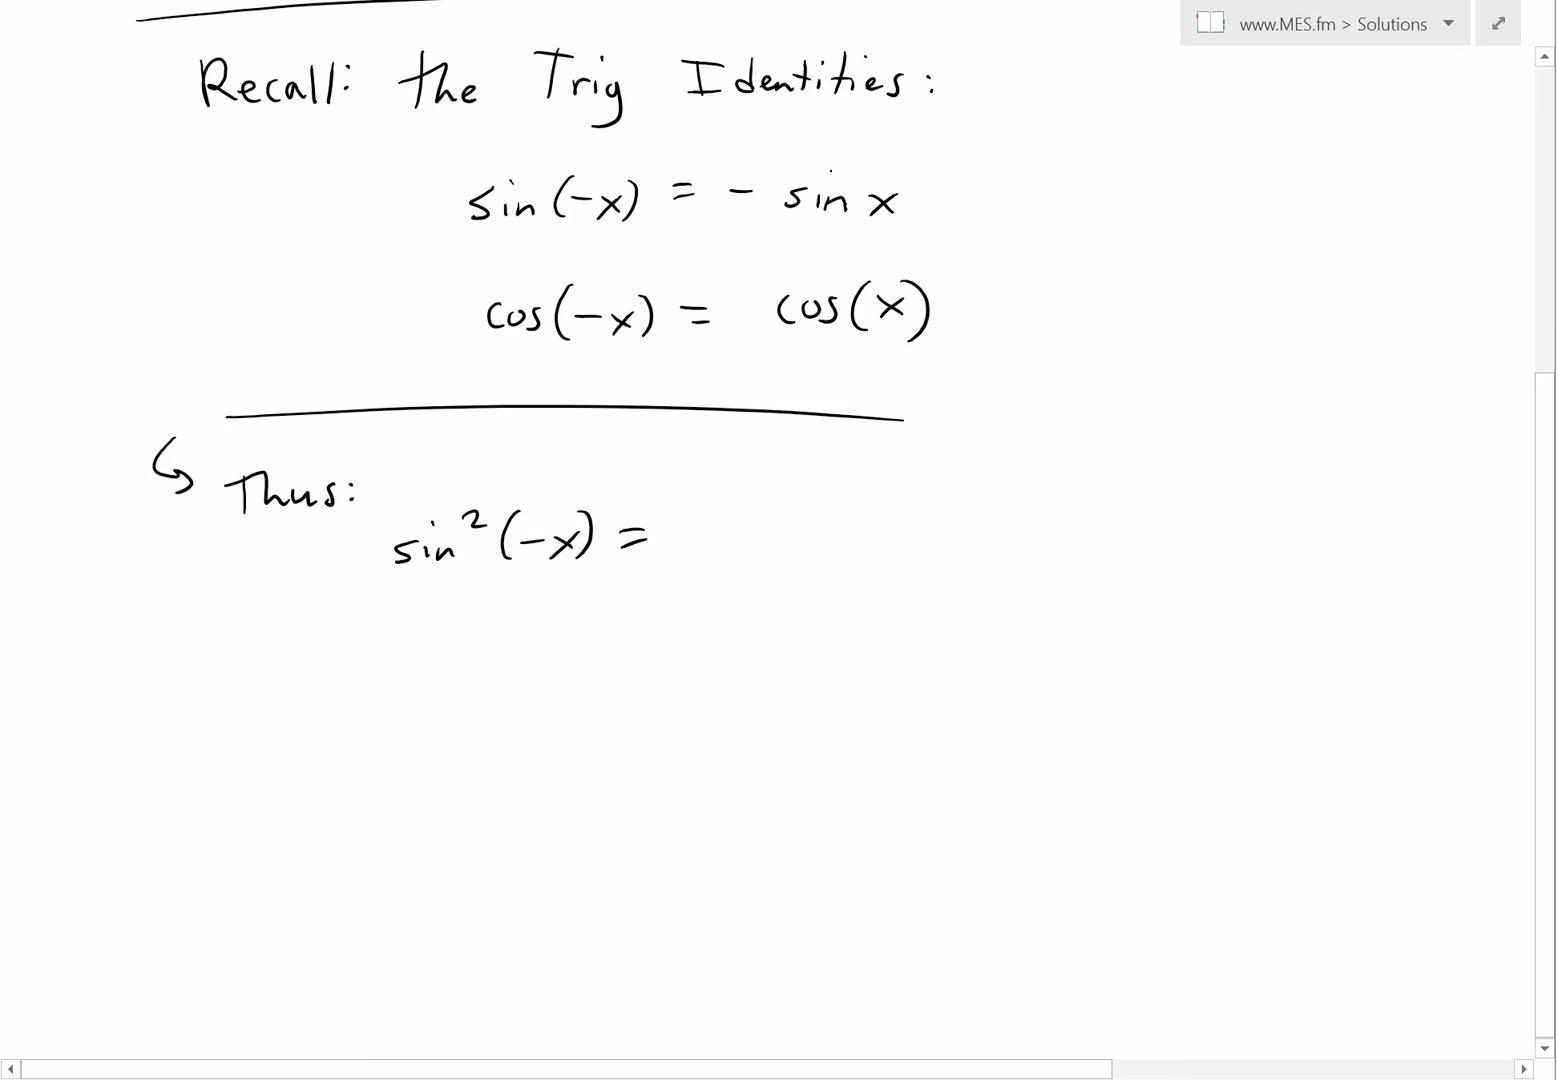 www.MES.fm > Solutions
Recall: the Trig Identities:
sin(-x) = - sin x
cos(-x) = cos(x)
Thus:
sin²(-x) =